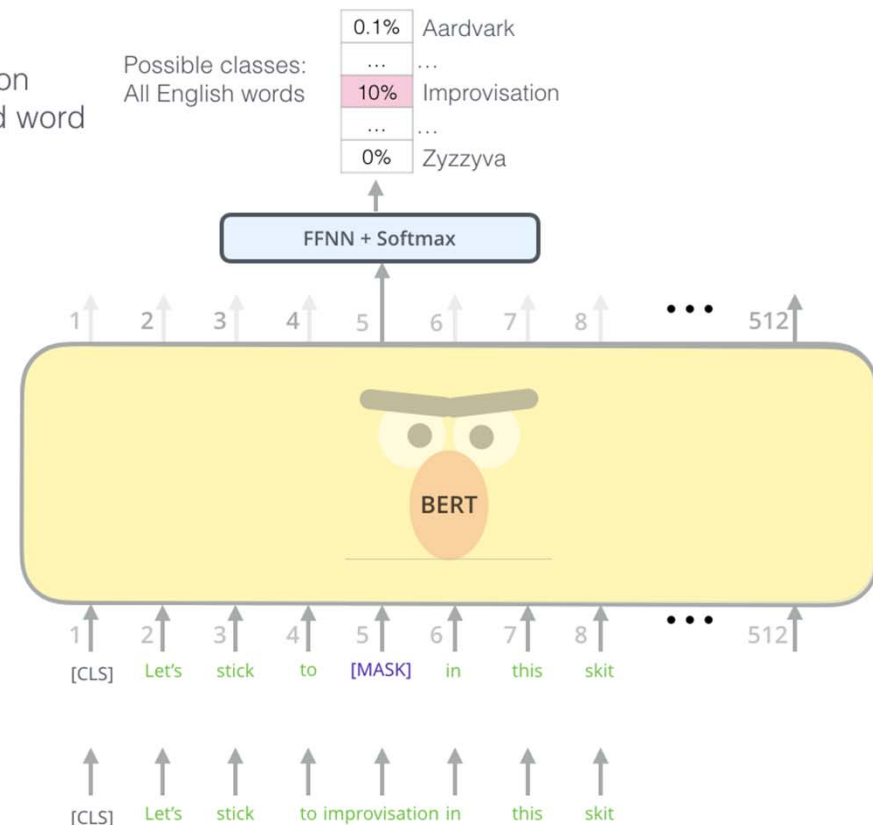 0.1% Aardvark
Possible classes: ... ...
on All English words 10% Improvisation
d word ... ...
0% Zyzzyva
FFNN + Softmax
1 2 3 4 5 6 7 8 ... 512
BERT
1 2 3 4 5 6 7 8 ... 512
[CLS] Let's stick to [MASK] in this skit
[CLS] Let's stick to improvisation in this skit